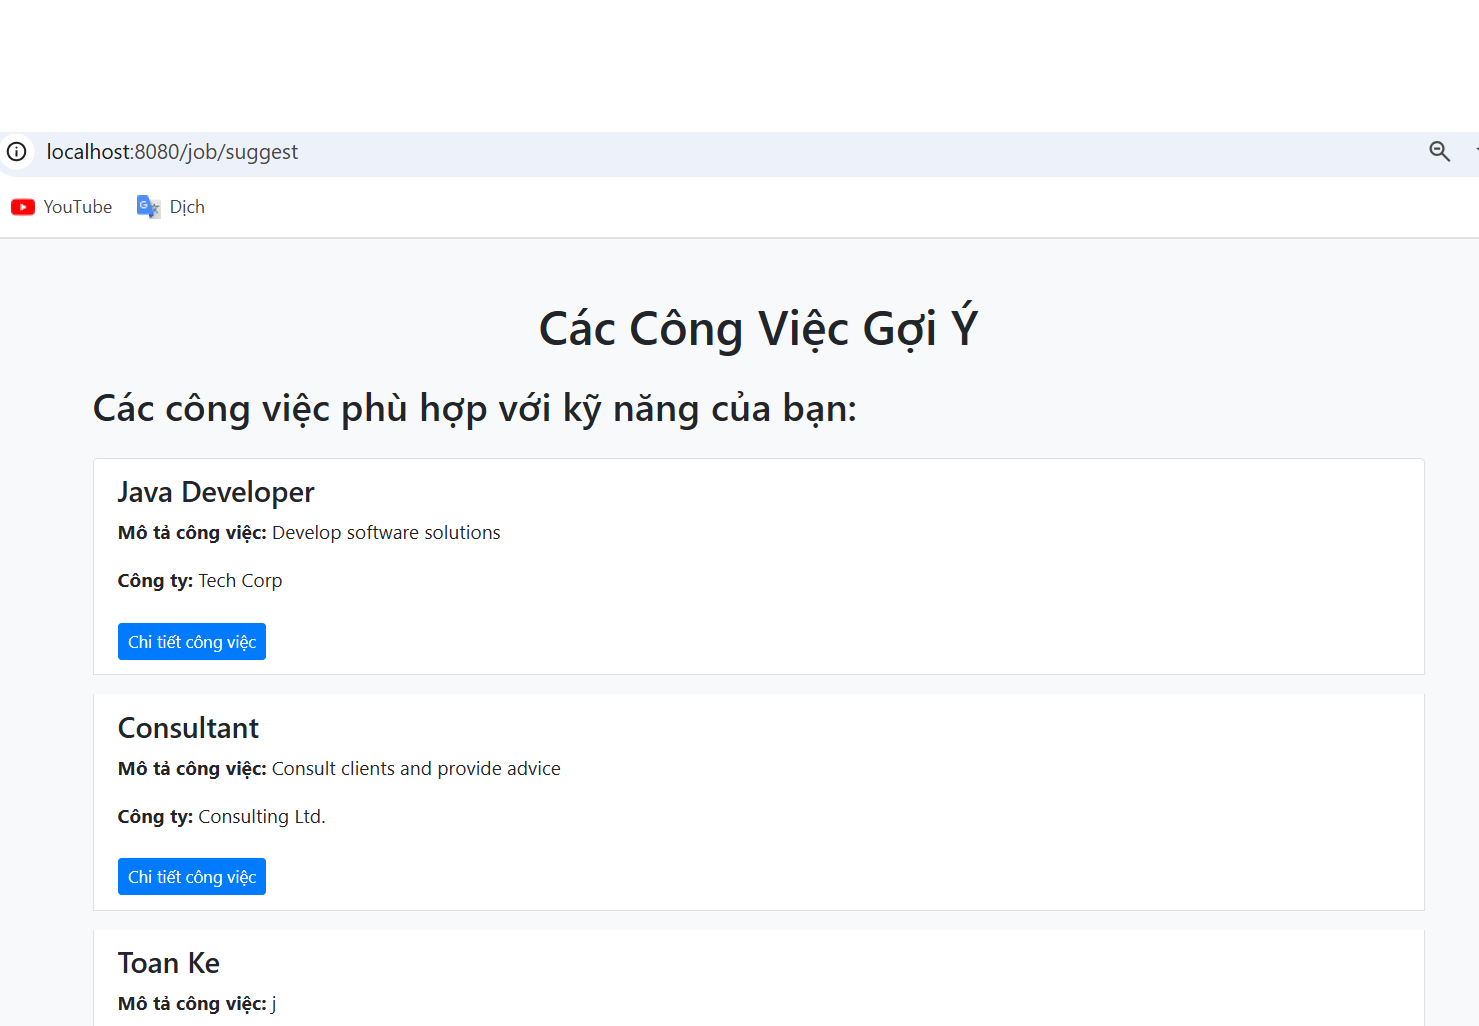 localhost:8080/job/suggest
YouTube Dịch
Các Công Việc Gợi Ý
Các công việc phù hợp với kỹ năng của bạn:
Java Developer
Mô tả công việc: Develop software solutions
Công ty: Tech Corp
Chi tiết công việc
Consultant
Mô tả công việc: Consult clients and provide advice
Công ty: Consulting Ltd.
Chi tiết công việc
Toan Ke
Mô tả công việc: j